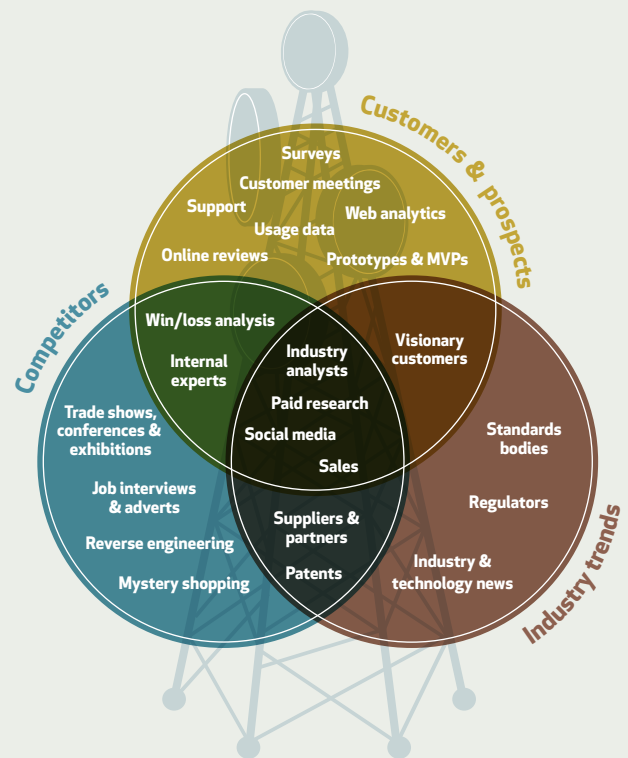 Customers & prospects
Surveys
Customer meetings
Support
Web analytics
Usage data
Online reviews
Prototypes & MVPs
Competitors
Win/loss analysis
Internal
experts
Industry
analysts
Paid research
Social media
Sales
Visionary
customers
Trade shows,
conferences &
exhibitions
Job interviews
& adverts
Reverse engineering
Mystery shopping
Suppliers &
partners
Patents
Standards
bodies
Regulators
Industry &
technology news
Industry trends